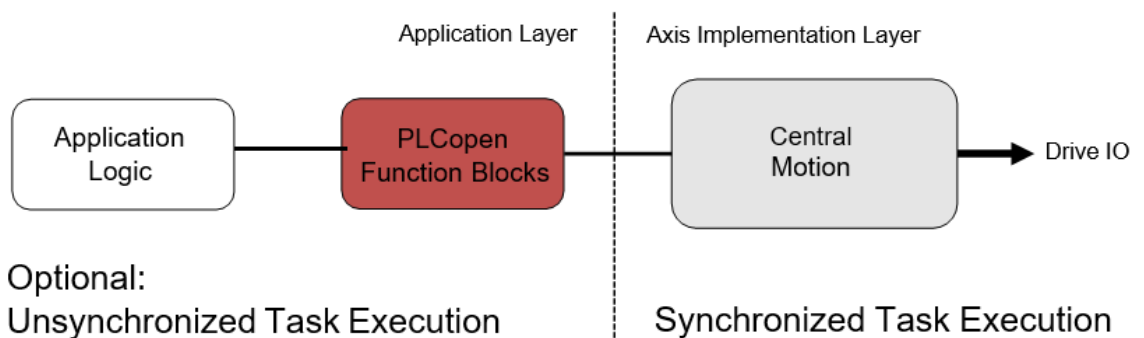 Application Layer
Axis Implementation Layer
Application
Logic
PLCopen
Function Blocks
Central
Motion
Drive IO
Optional:
Unsynchronized Task Execution
Synchronized Task Execution